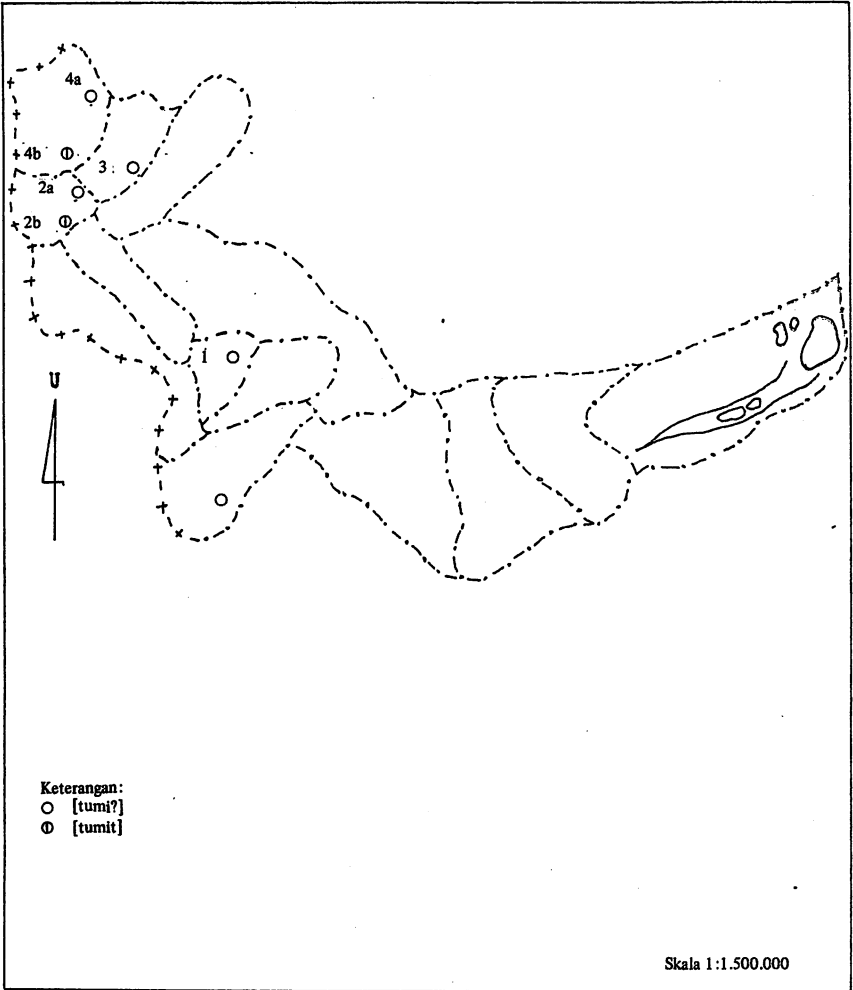 4a
4b
3
2a
2b
1
U
Keterangan:
[tumi?]
[tumit]
Skala 1:1.500.000